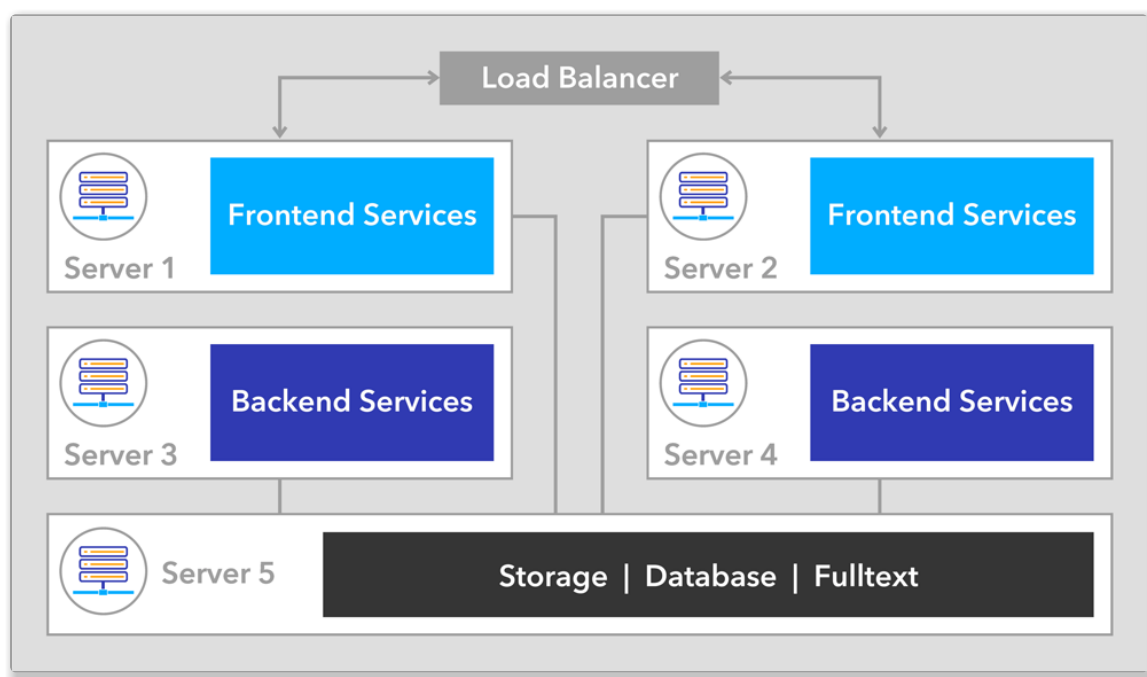 Load Balancer
Frontend Services
Server 1
Frontend Services
Server 2
Backend Services
Server 3
Backend Services
Server 4
Server 5
Storage | Database | Fulltext